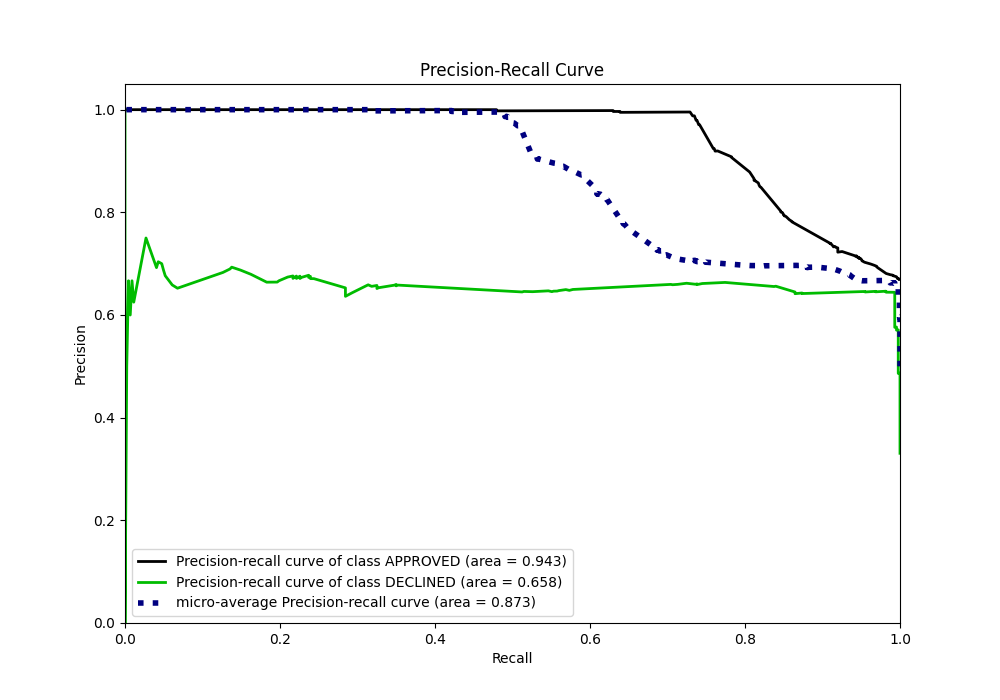 Precision-Recall Curve
1.0
0.8
0.6
0.4
0.2
0.0
Precision
Precision-recall curve of class APPROVED (area = 0.943)
Precision-recall curve of class DECLINED (area = 0.658)
micro-average Precision-recall curve (area = 0.873)
0.0 0.2 0.4 0.6 0.8 1.0
Recall